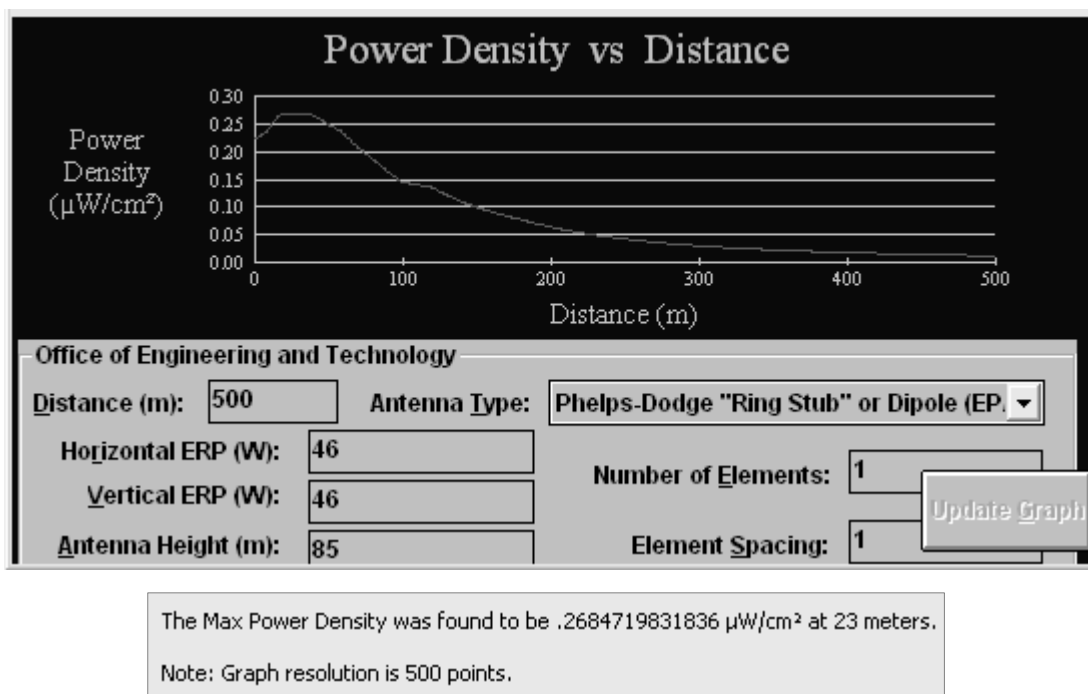 Power Density vs Distance
Power
Density
(µW/cm²)
0.30
0.25
0.20
0.15
0.10
0.05
0.00
0 100 200 300 400 500
Distance (m)
Office of Engineering and Technology
Distance (m): 500 Antenna Type: Phelps-Dodge "Ring Stub" or Dipole (EP.
Horizontal ERP (W): 46
Number of Elements: 1
Vertical ERP (W): 46
Update Graph
Antenna Height (m): 85 Element Spacing: 1
The Max Power Density was found to be .2684719831836 µW/cm² at 23 meters.
Note: Graph resolution is 500 points.